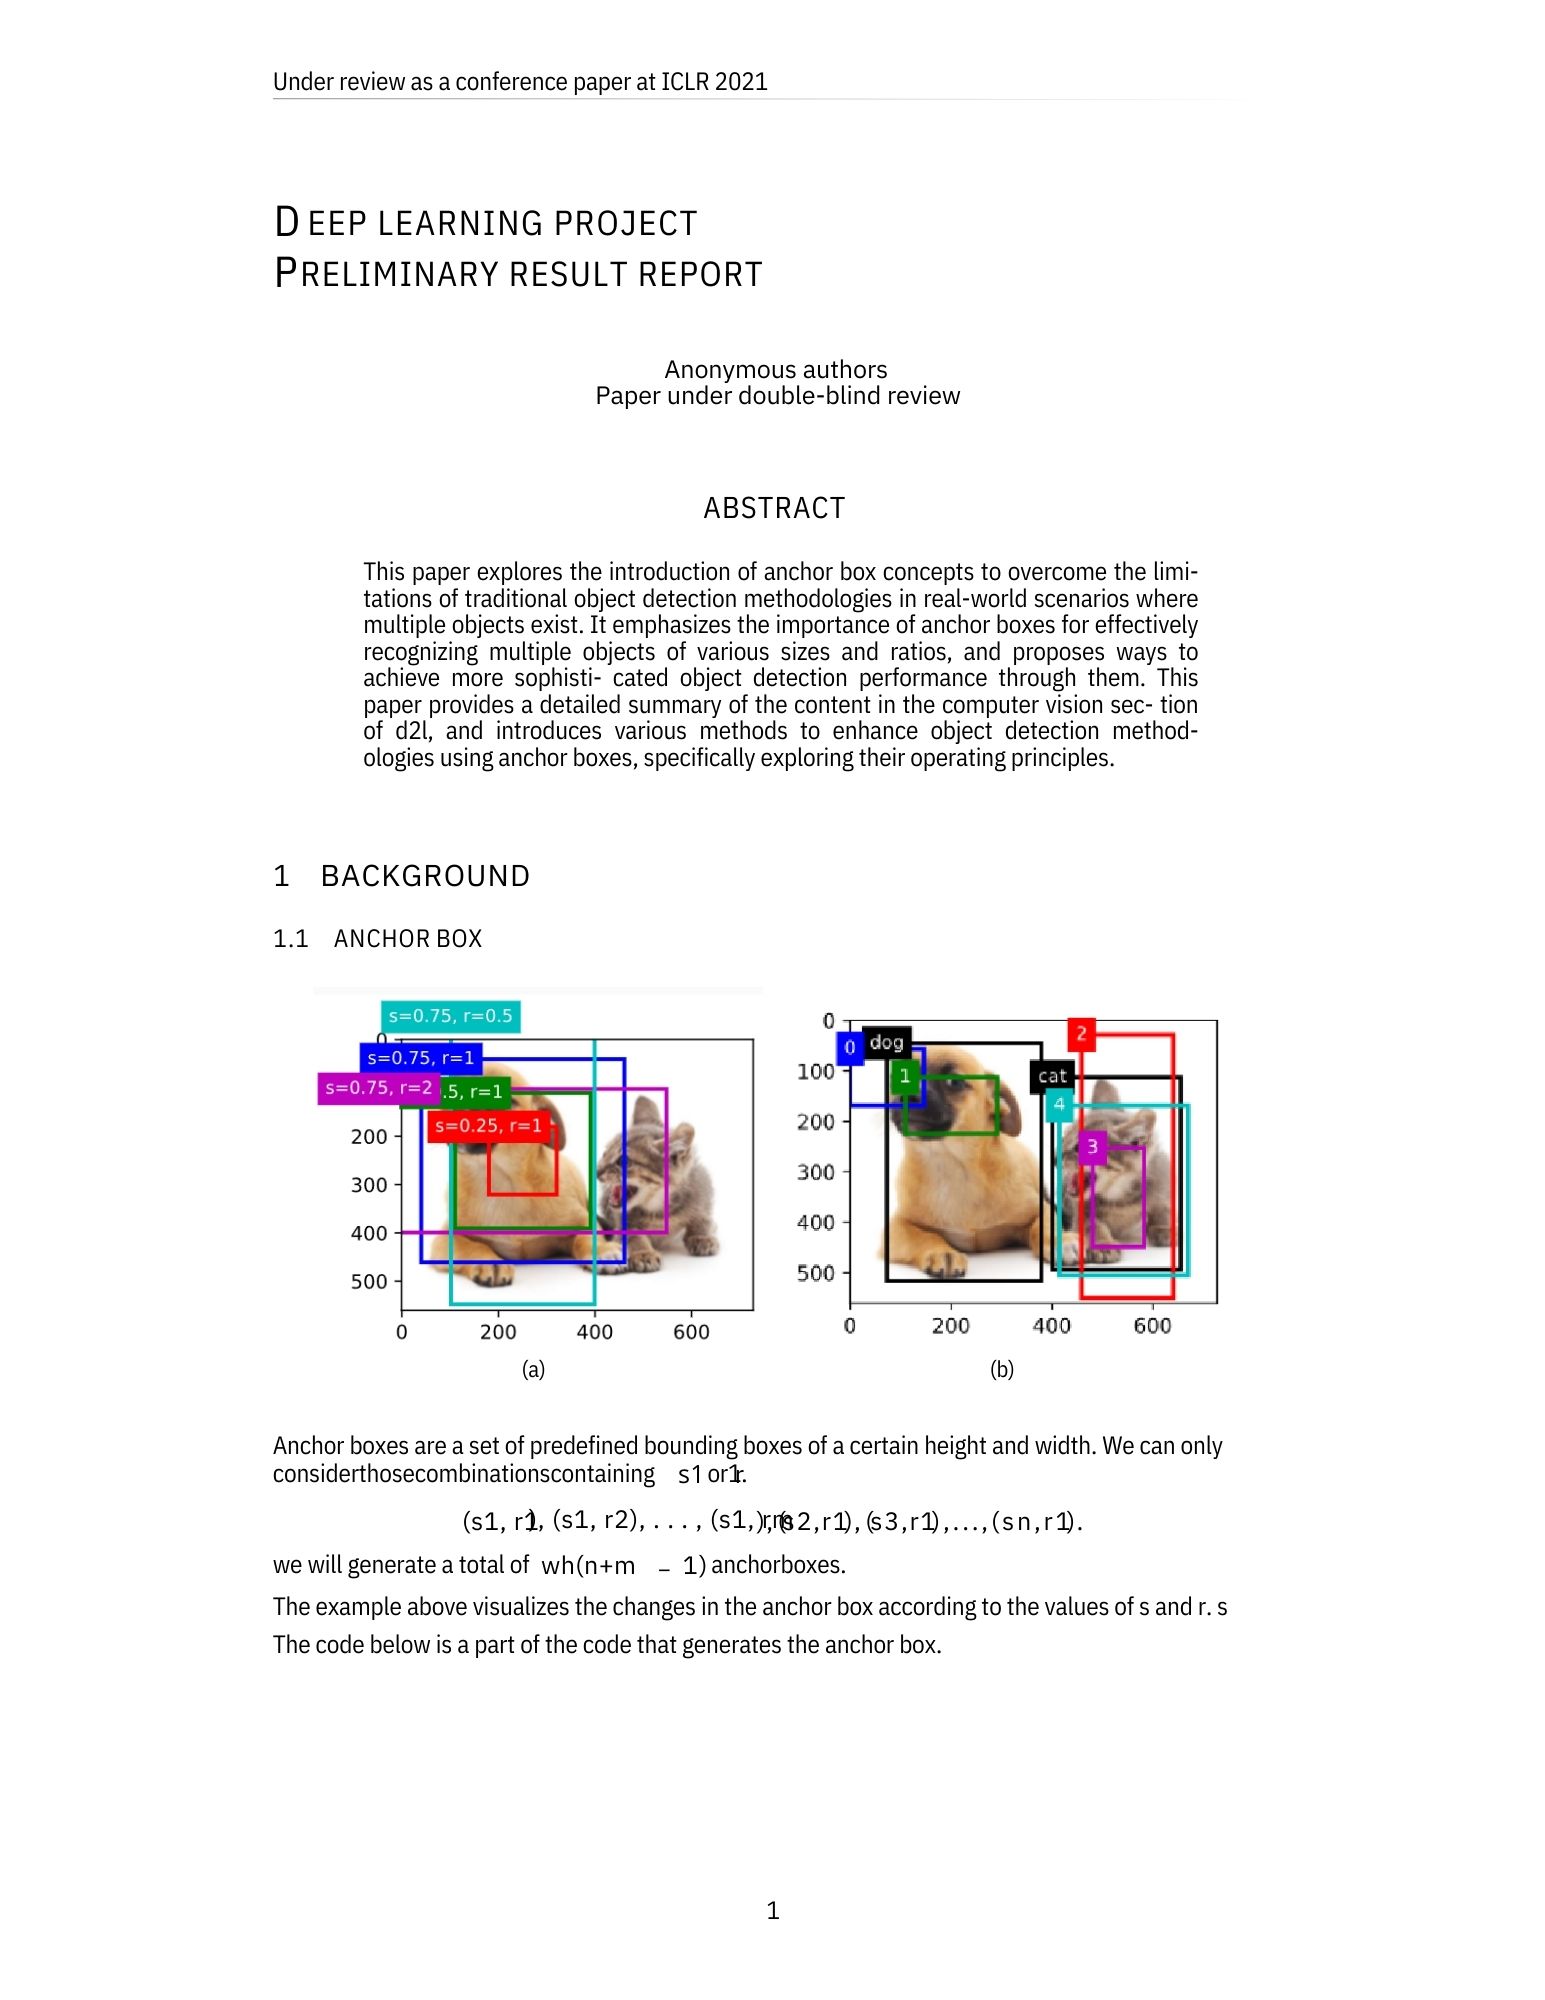 Under review as a conference paper at ICLR 2021
DEEP LEARNING PROJECT
PRELIMINARY RESULT REPORT
Anonymous authors
Paper under double-blind review
ABSTRACT
This paper explores the introduction of anchor box concepts to overcome the limi-
tations of traditional object detection methodologies in real-world scenarios where
multiple objects exist. It emphasizes the importance of anchor boxes for effectively
recognizing multiple objects of various sizes and ratios, and proposes ways to
achieve more sophisti- cated object detection performance through them. This
paper provides a detailed summary of the content in the computer vision sec- tion
of d2l, and introduces various methods to enhance object detection method-
ologies using anchor boxes, specifically exploring their operating principles.
1 BACKGROUND
1.1 ANCHOR BOX
s=0.75, r=0.5
0
s=0.75, r=1
s=0.75, r=2
.5, r=1
s=0.25, r=1
200
300
400
500
0 200 400 600
(a)
0
dog
0
2
100
1
cat
4
200
3
300
400
500
0 200 400 600
(b)
Anchor boxes are a set of predefined bounding boxes of a certain height and width. We can only
considerthosecombinationscontaining s1 or r1.
(s1, r1), (s1, r2), . . . , (s1, rm), (s2,r1), (s3,r1),...,(sn,r1).
we will generate a total of wh(n+m − 1) anchorboxes.
The example above visualizes the changes in the anchor box according to the values of s and r. s
The code below is a part of the code that generates the anchor box.
1